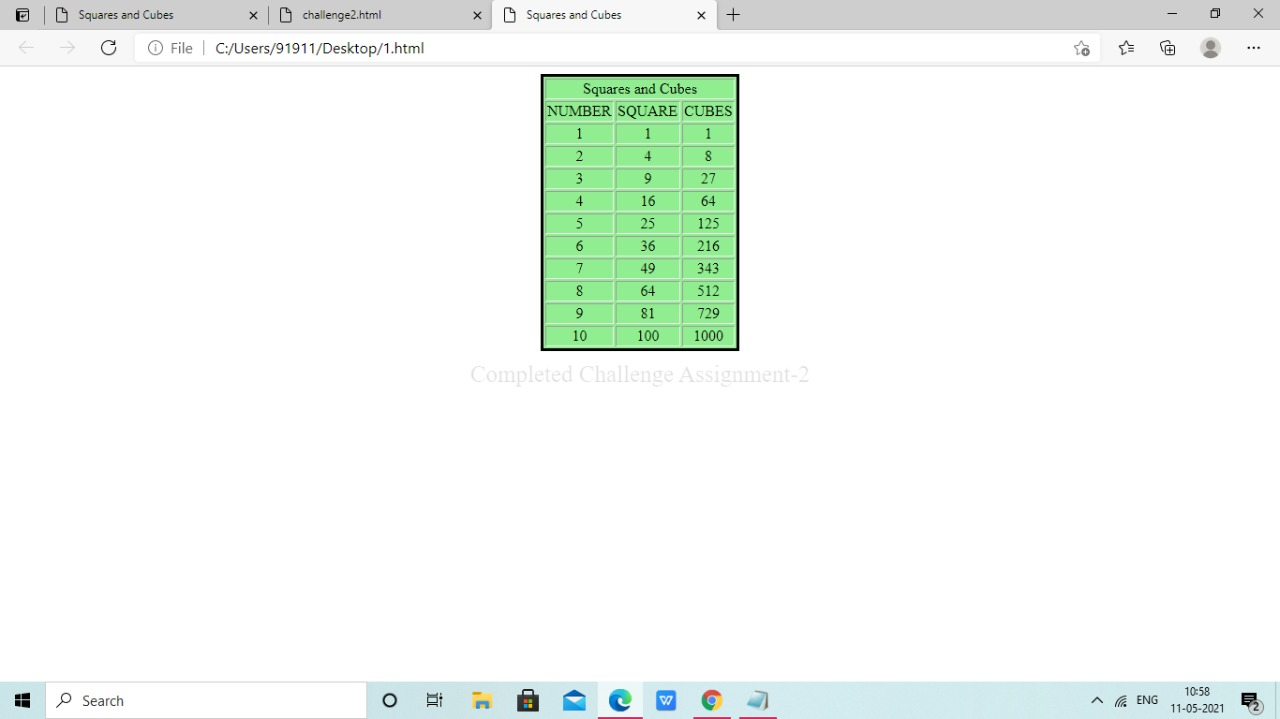 Squares and Cubes
challenge2.html
Squares and Cubes
File
C:/Users/91911/Desktop/1.html
Squares and Cubes
NUMBER SQUARE CUBES
1 1 1
2 4 8
3 9 27
4 16 64
5 25 125
6 36 216
7 49 343
8 64 512
9 81 729
10 100 1000
Completed Challenge Assignment-2
Search
ENG
10:58
11-05-2021
2